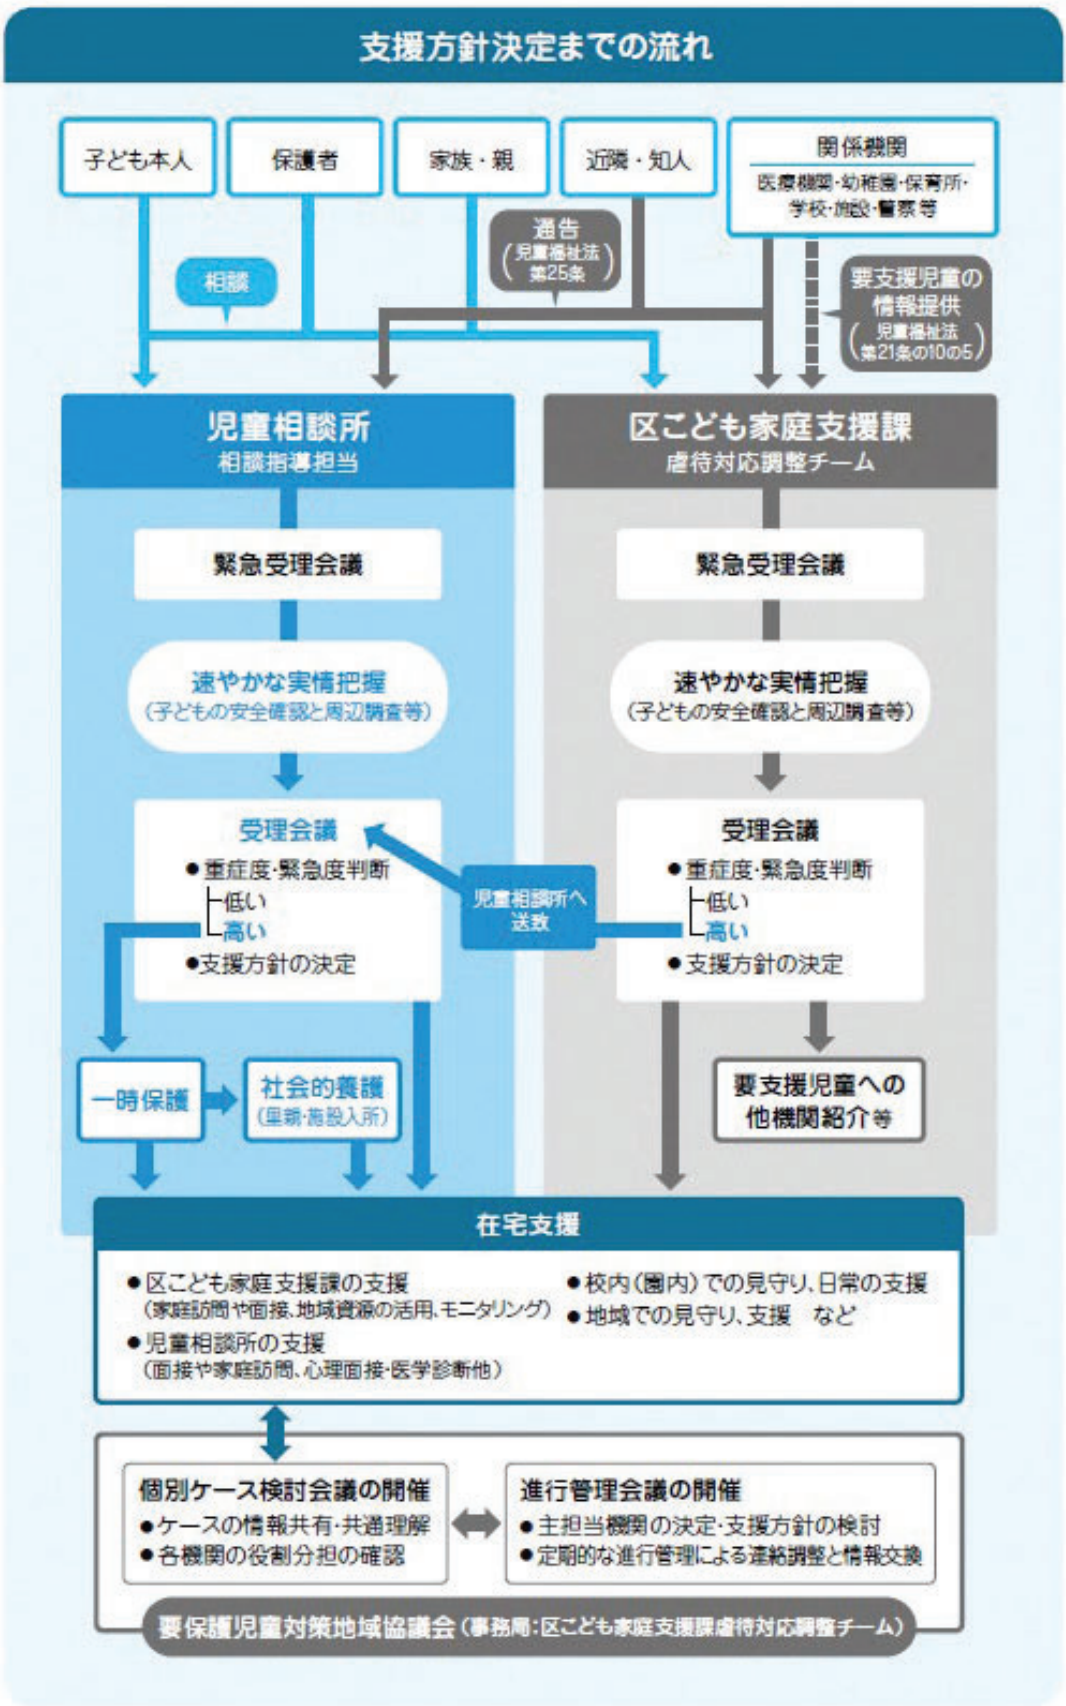 支援方針決定までの流れ
子ども本人
保護者
家族・親
近隣・知人
関係機関
医療機関・幼稚園・保育所・
学校・施設・警察 等
相談
通告
(児童福祉法
第25条)
要支援児童の
情報提供
(児童福祉法
第21条の10の5)
児童相談所
相談指導担当
緊急受理会議
速やかな実情把握
(子どもの安全確認と周辺調査等)
受理会議
●重症度・緊急度判断
低い
高い
●支援方針の決定
一時保護
社会的養護
(里親・施設入所)
区こども家庭支援課
虐待対応調整チーム
緊急受理会議
速やかな実情把握
(子どもの安全確認と周辺調査等)
受理会議
●重症度・緊急度判断
低い
高い
●支援方針の決定
児童相談所へ
送致
要支援児童への
他機関紹介 等
在宅支援
●区こども家庭支援課の支援
(家庭訪問や面接、地域資源の活用、モニタリング)
●児童相談所の支援
(面接や家庭訪問、心理面接・医学診断他)
●校内(園内)での見守り、日常の支援
●地域での見守り、支援 など
個別ケース検討会議の開催
●ケースの情報共有・共通理解
●各機関の役割分担の確認
進行管理会議の開催
●主担当機関の決定・支援方針の検討
●定期的な進行管理による連絡調整と情報交換
要保護児童対策地域協議会(事務局:区こども家庭支援課虐待対応調整チーム)